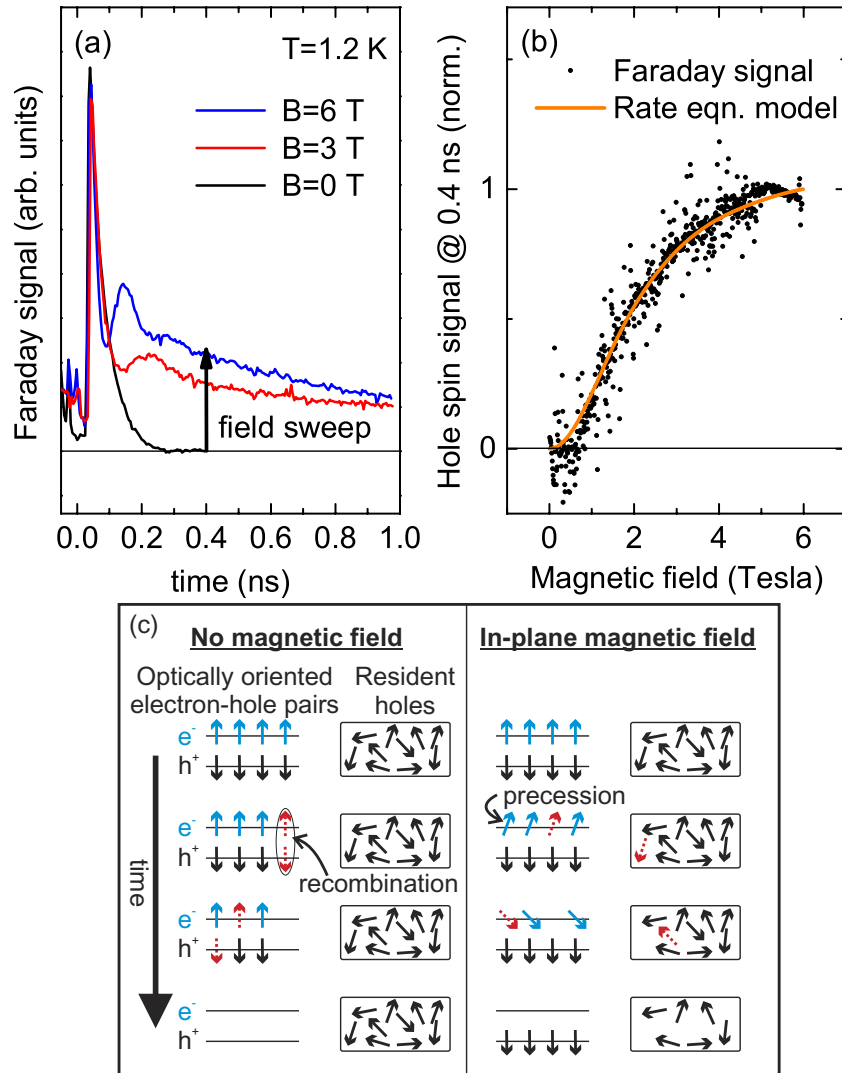 (a)
T=1.2 K
B=6 T
B=3 T
B=0 T
field sweep
Faraday signal (arb. units)
0.0 0.2 0.4 0.6 0.8 1.0
time (ns)
(b)
Faraday signal
Rate eqn. model
Hole spin signal @ 0.4 ns (norm.)
1
0
0 2 4 6
Magnetic field (Tesla)
(c)
No magnetic field
In-plane magnetic field
Optically oriented
electron-hole pairs
Resident
holes
e-
h+
precession
e-
h+
recombination
time
e-
h+
e-
h+